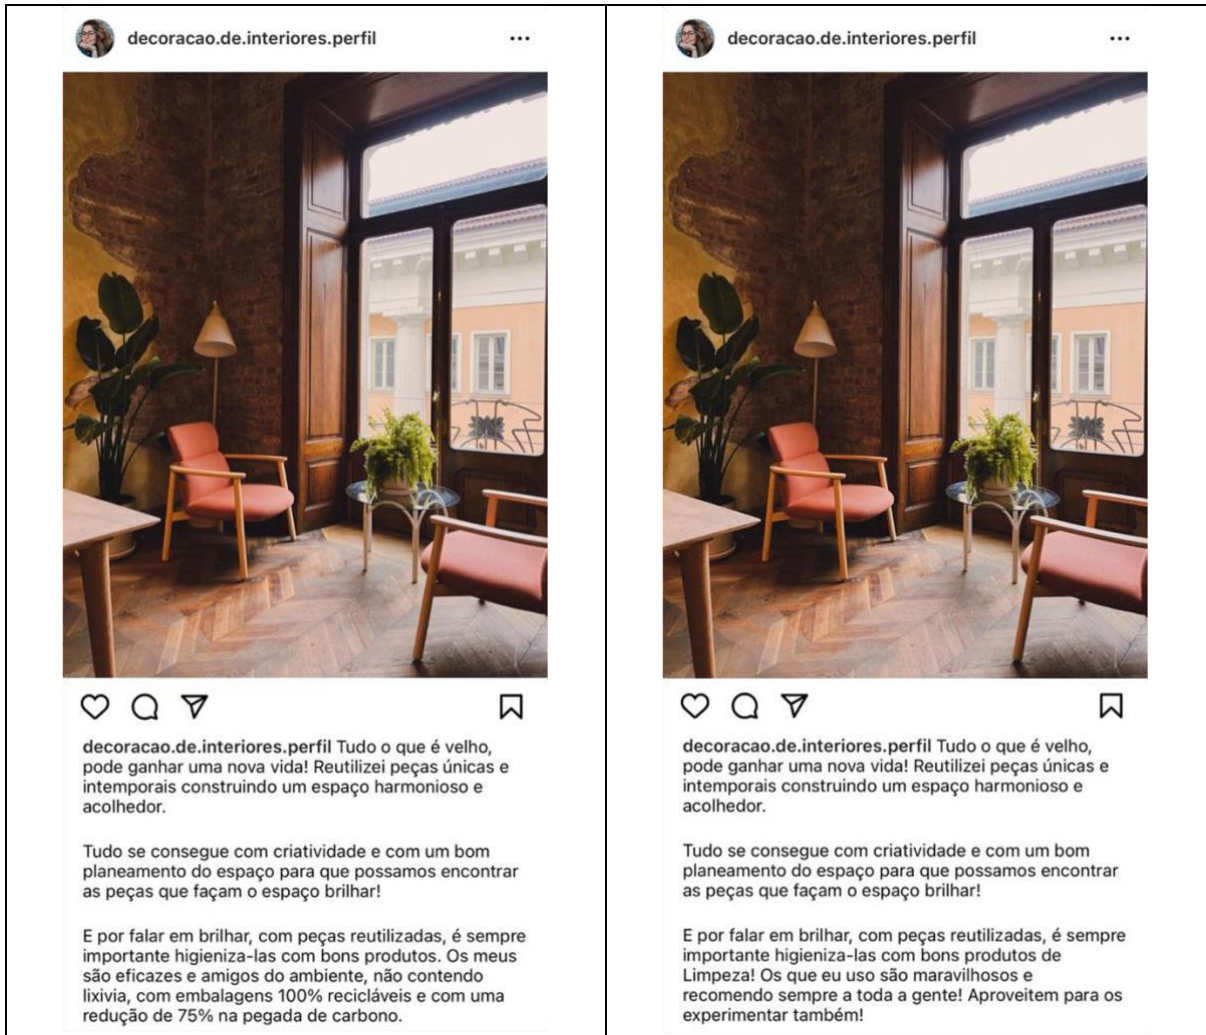 decoracao.de.interiores.perfil
decoracao.de.interiores.perfil Tudo o que é velho,
pode ganhar uma nova vida! Reutilizei peças únicas e
intemporais construindo um espaço harmonioso e
acolhedor.
Tudo se consegue com criatividade e com um bom
planeamento do espaço para que possamos encontrar
as peças que façam o espaço brilhar!
E por falar em brilhar, com peças reutilizadas, é sempre
importante higieniza-las com bons produtos. Os meus
são eficazes e amigos do ambiente, não contendo
lixivia, com embalagens 100% recicláveis e com uma
redução de 75% na pegada de carbono.
decoracao.de.interiores.perfil
decoracao.de.interiores.perfil Tudo o que é velho,
pode ganhar uma nova vida! Reutilizei peças únicas e
intemporais construindo um espaço harmonioso e
acolhedor.
Tudo se consegue com criatividade e com um bom
planeamento do espaço para que possamos encontrar
as peças que façam o espaço brilhar!
E por falar em brilhar, com peças reutilizadas, é sempre
importante higieniza-las com bons produtos de
Limpeza! Os que eu uso são maravilhosos e
recomendo sempre a toda a gente! Aproveitem para os
experimentar também!